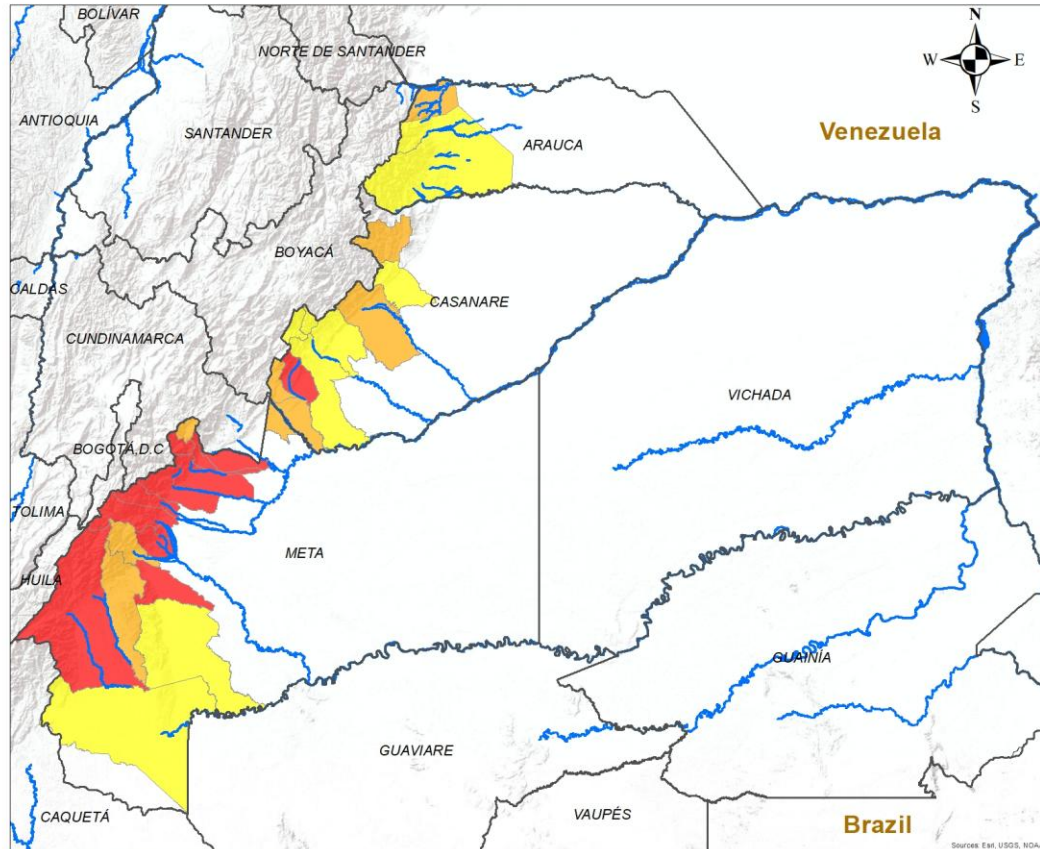 BOLÍVAR
NORTE DE SANTANDER
N
W
E
S
ANTIOQUIA
SANTANDER
ARAUCA
Venezuela
BOYACÁ
CALDAS
CASANARE
CUNDINAMARCA
VICHADA
BOGOTÁ,D.C
TOLIMA
META
HUILA
GUAINÍA
GUAVIARE
CAQUETÁ
VAUPÉS
Brazil
Sources: Esri, USGS, NOAA